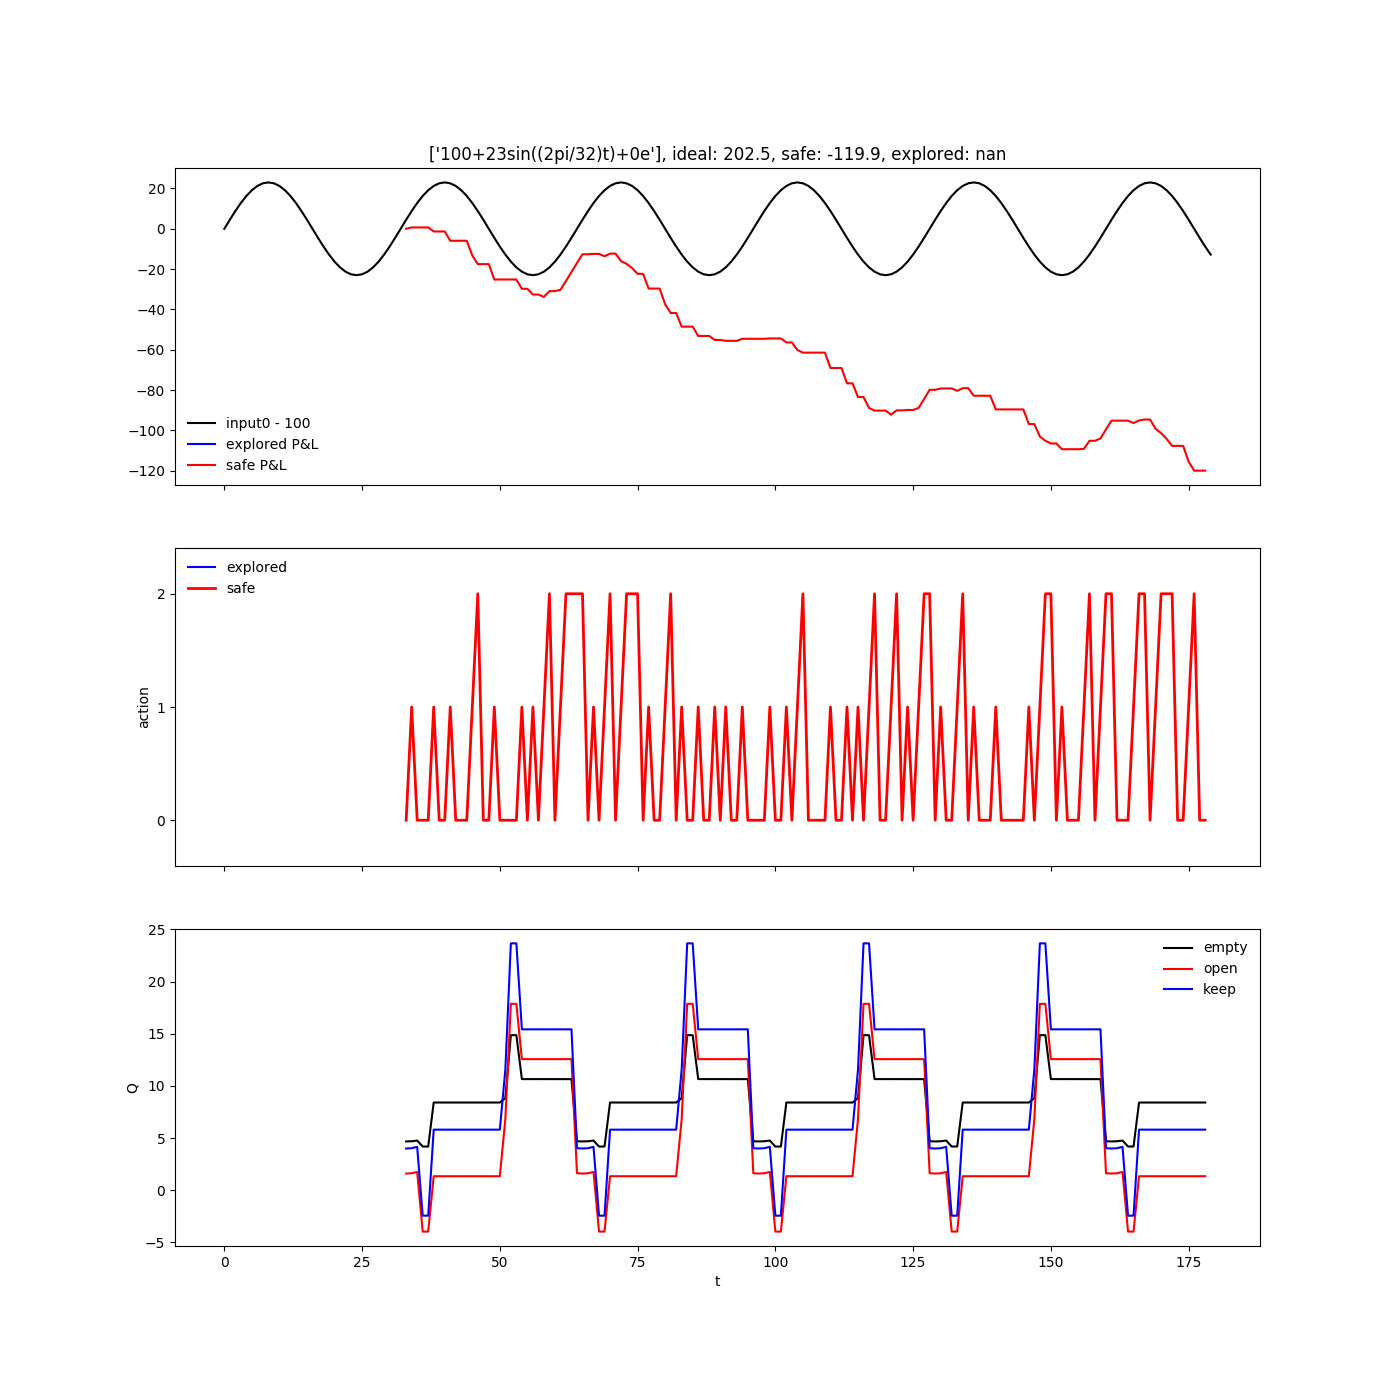 ['100+23sin((2pi/32)t)+0e'], ideal: 202.5, safe: -119.9, explored: nan
20
0
−20
−40
−60
−80
−100
−120
input0 - 100
explored P&L
safe P&L
explored
safe
2
1
0
action
25
20
15
10
5
0
−5
Q
empty
open
keep
0 25 50 75 100 125 150 175
t